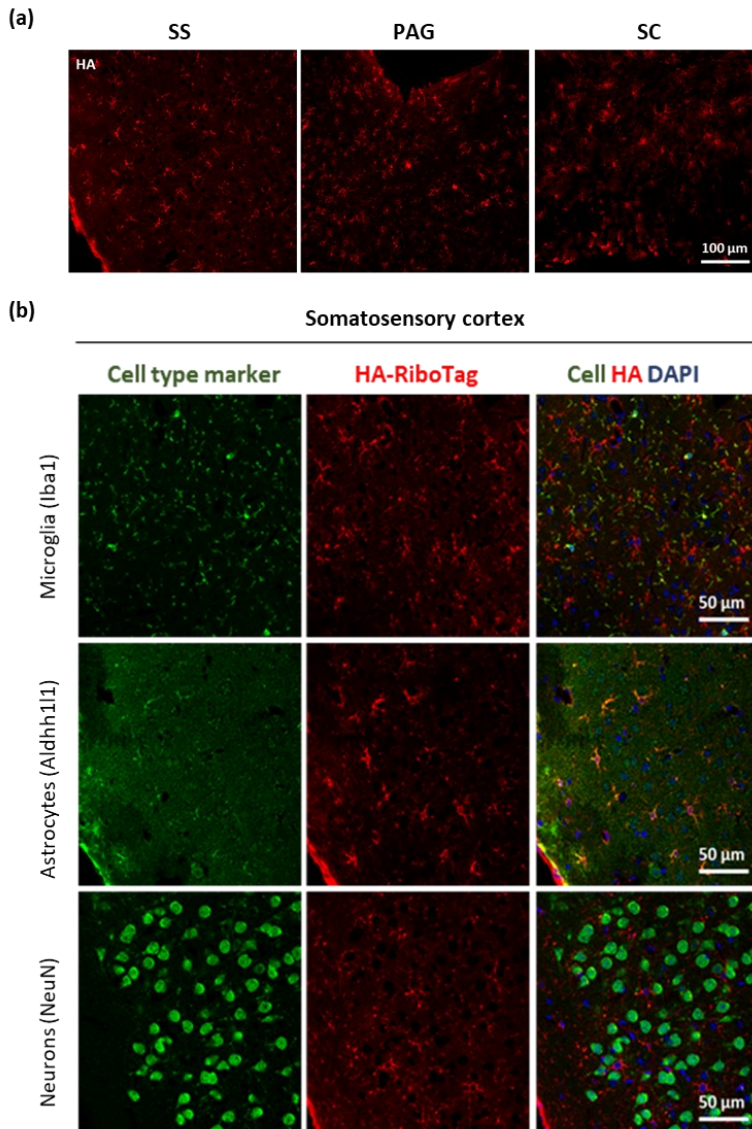 (a)
SS PAG SC
HA
100 µm
(b)
Somatosensory cortex
Cell type marker HA-RiboTag Cell HA DAPI
Microglia (Iba1)
50 µm
Astrocytes (Aldhh1l1)
50 µm
Neurons (NeuN)
50 µm